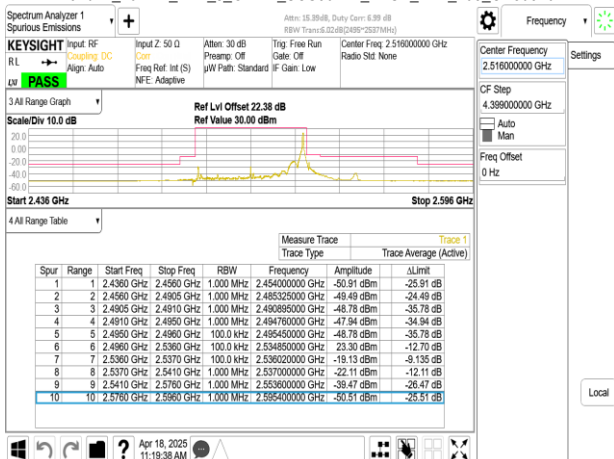 Spectrum Analyzer 1
Spurious Emissions
Attn: 15.39dB, Duty Corr: 6.99 dB
RBW Trans:6.02dB(2495~2537MHz)
Frequency
KEYSIGHT
RL
PASS
Input: RF
Coupling: DC
Align: Auto
Input Z: 50 Ω
Corr
Freq Ref: Int (S)
NFE: Adaptive
Atten: 30 dB
Preamp: Off
µW Path: Standard
Trig: Free Run
Gate: Off
IF Gain: Low
Center Freq: 2.516000000 GHz
Radio Std: None
Center Frequency
2.516000000 GHz
Settings
CF Step
4.399000000 GHz
Auto
Man
Freq Offset
0 Hz
3 All Range Graph
Scale/Div 10.0 dB
Ref Lvl Offset 22.38 dB
Ref Value 30.00 dBm
20.0
0.00
-20.0
-40.0
-60.0
Start 2.436 GHz
Stop 2.596 GHz
4 All Range Table
Measure Trace Trace 1
Trace Type Trace Average (Active)
Spur Range Start Freq Stop Freq RBW Frequency Amplitude ΔLimit
1 1 2.4360 GHz 2.4560 GHz 1.000 MHz 2.454000000 GHz -50.91 dBm -25.91 dB
2 2 2.4560 GHz 2.4905 GHz 1.000 MHz 2.485325000 GHz -49.49 dBm -24.49 dB
3 3 2.4905 GHz 2.4910 GHz 1.000 MHz 2.490895000 GHz -48.78 dBm -35.78 dB
4 4 2.4910 GHz 2.4950 GHz 1.000 MHz 2.494760000 GHz -47.94 dBm -34.94 dB
5 5 2.4950 GHz 2.4960 GHz 100.0 kHz 2.495450000 GHz -48.78 dBm -35.78 dB
6 6 2.4960 GHz 2.5360 GHz 100.0 kHz 2.534850000 GHz 23.30 dBm -12.70 dB
7 7 2.5360 GHz 2.5370 GHz 100.0 kHz 2.536020000 GHz -19.13 dBm -9.135 dB
8 8 2.5370 GHz 2.5410 GHz 1.000 MHz 2.537000000 GHz -22.11 dBm -12.11 dB
9 9 2.5410 GHz 2.5760 GHz 1.000 MHz 2.553600000 GHz -39.47 dBm -26.47 dB
10 10 2.5760 GHz 2.5960 GHz 1.000 MHz 2.595400000 GHz -50.51 dBm -25.51 dB
Local
Apr 18, 2025
11:19:38 AM